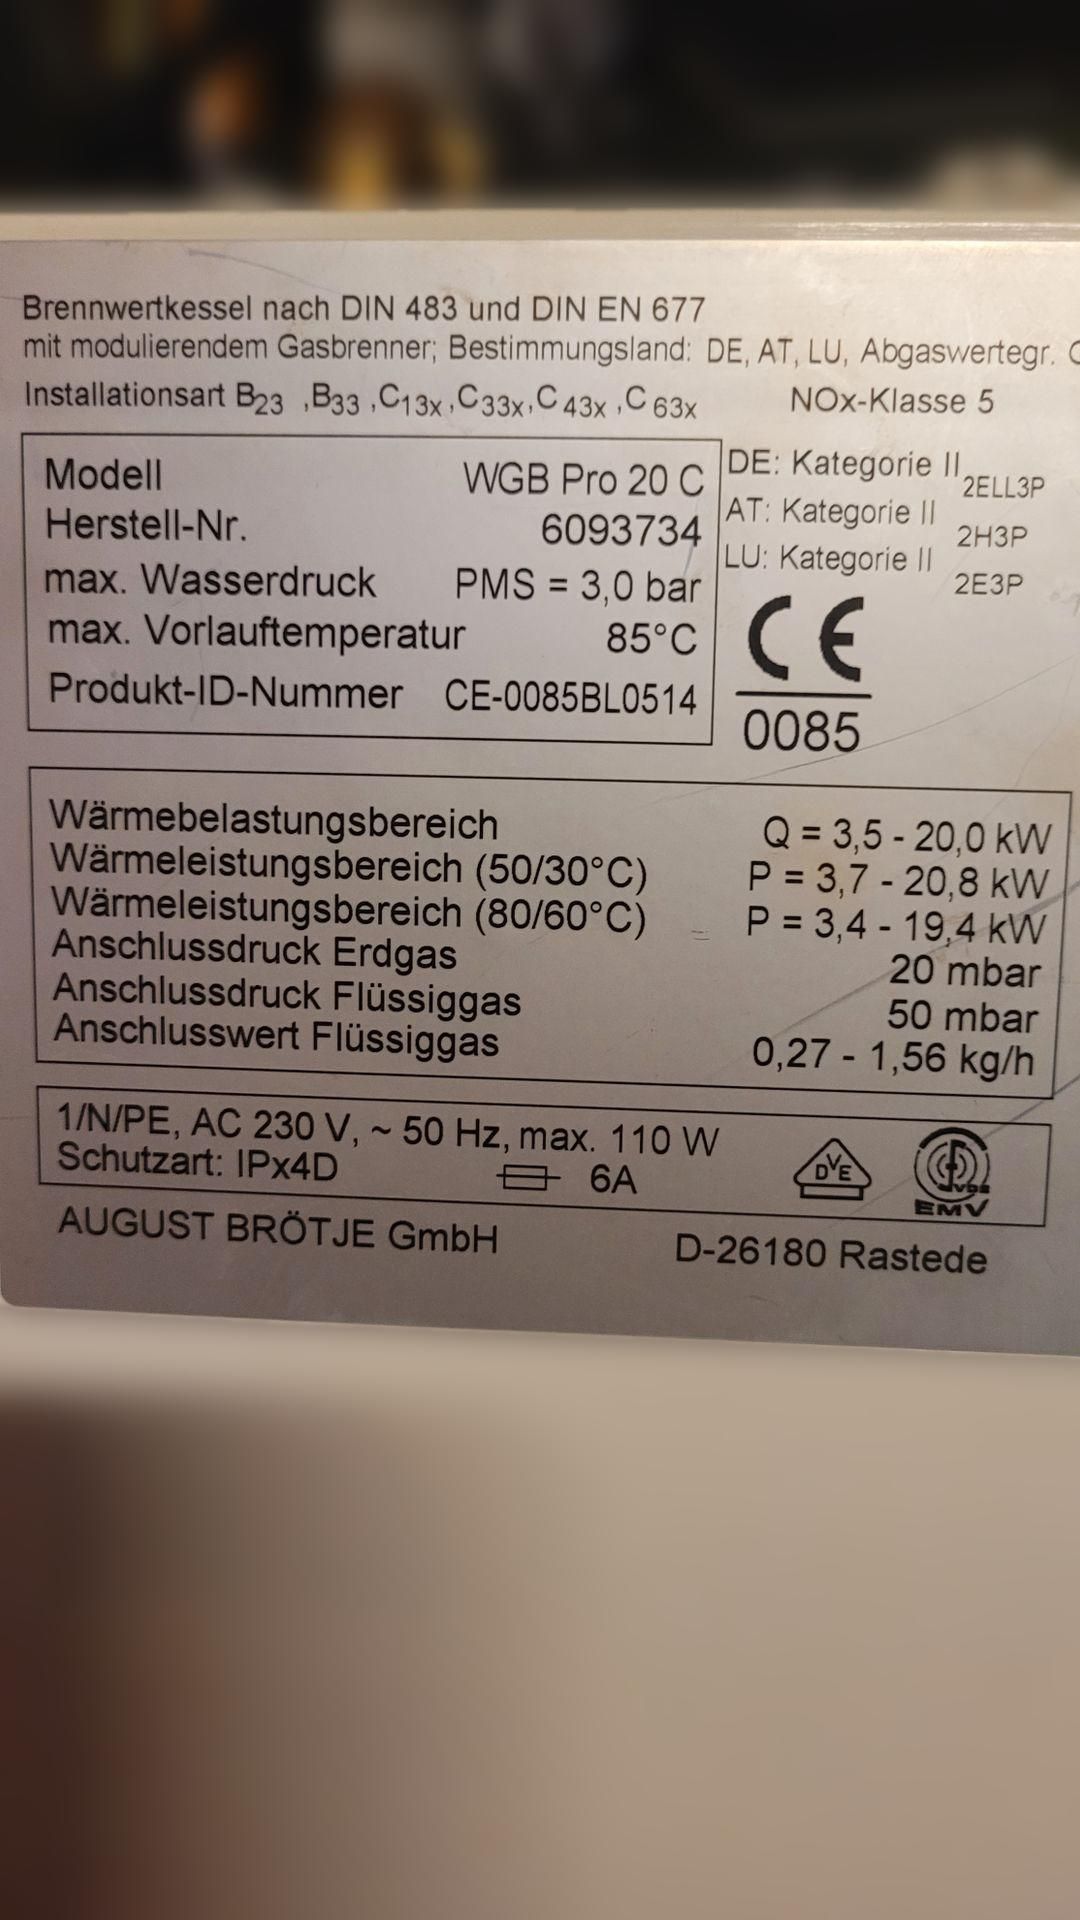 Brennwertkessel nach DIN 483 und DIN EN 677
mit modulierendem Gasbrenner; Bestimmungsland: DE, AT, LU, Abgaswertegr.
Installationsart B23 ,B33 ,C13x,C33x,C43x ,C63x NOx-Klasse 5
Modell WGB Pro 20 C
Herstell-Nr. 6093734
max. Wasserdruck PMS = 3,0 bar
max. Vorlauftemperatur 85°C
Produkt-ID-Nummer CE-0085BL0514
DE: Kategorie II 2ELL3P
AT: Kategorie II 2H3P
LU: Kategorie II 2E3P
CE
0085
Wärmebelastungsbereich Q = 3,5 - 20,0 kW
Wärmeleistungsbereich (50/30°C) P = 3,7 - 20,8 kW
Wärmeleistungsbereich (80/60°C) P = 3,4 - 19,4 kW
Anschlussdruck Erdgas 20 mbar
Anschlussdruck Flüssiggas 50 mbar
Anschlusswert Flüssiggas 0,27 - 1,56 kg/h
1/N/PE, AC 230 V, ~ 50 Hz, max. 110 W
Schutzart: IPx4D 6A
DVE
VDE
EMV
AUGUST BRÖTJE GmbH D-26180 Rastede